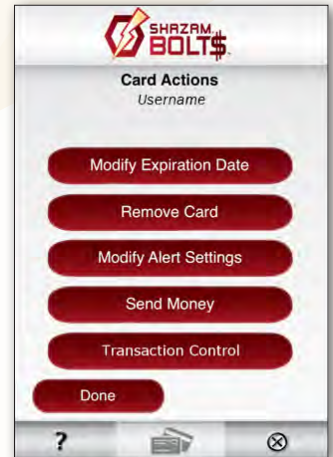 SHAZAM
BOLT$
Card Actions
Username
Modify Expiration Date
Remove Card
Modify Alert Settings
Send Money
Transaction Control
Done
?